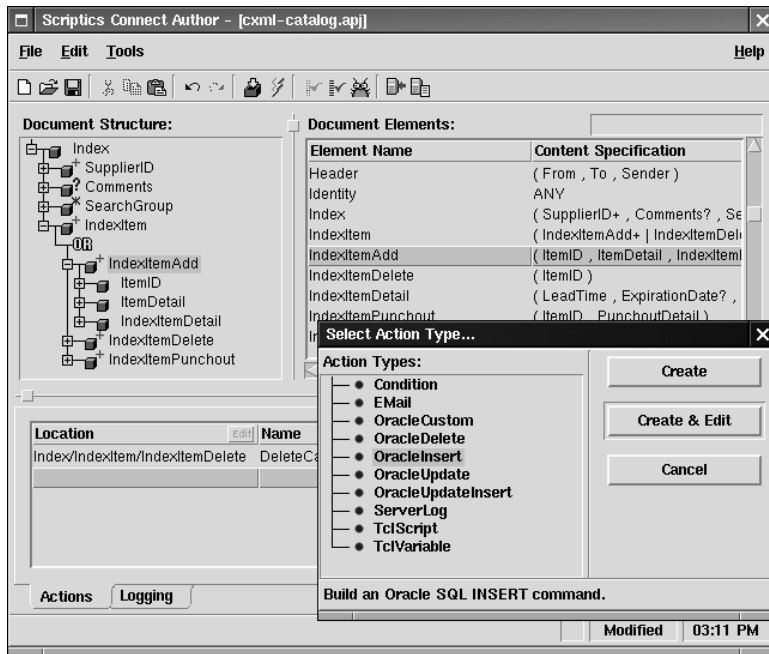 Scriptics Connect Author - [cxml-catalog.apj]
File Edit Tools Help
Document Structure:
Index
SupplierID
Comments
SearchGroup
IndexItem
OR
IndexItemAdd
ItemID
ItemDetail
IndexItemDetail
IndexItemDelete
IndexItemPunchout
Document Elements:
Element Name Content Specification
Header ( From , To , Sender )
Identity ANY
Index ( SupplierID+ , Comments? , Se
IndexItem ( IndexItemAdd+ | IndexItemDel
IndexItemAdd ( ItemID , ItemDetail , IndexItem
IndexItemDelete ( ItemID )
IndexItemDetail ( LeadTime , ExpirationDate? ,
IndexItemPunchout ( ItemID , PunchoutDetail )
Location Edit Name
Index/IndexItem/IndexItemDelete DeleteCa
Actions Logging
Select Action Type...
Action Types:
Condition
EMail
OracleCustom
OracleDelete
OracleInsert
OracleUpdate
OracleUpdateInsert
ServerLog
TclScript
TclVariable
Create
Create & Edit
Cancel
Build an Oracle SQL INSERT command.
Modified 03:11 PM